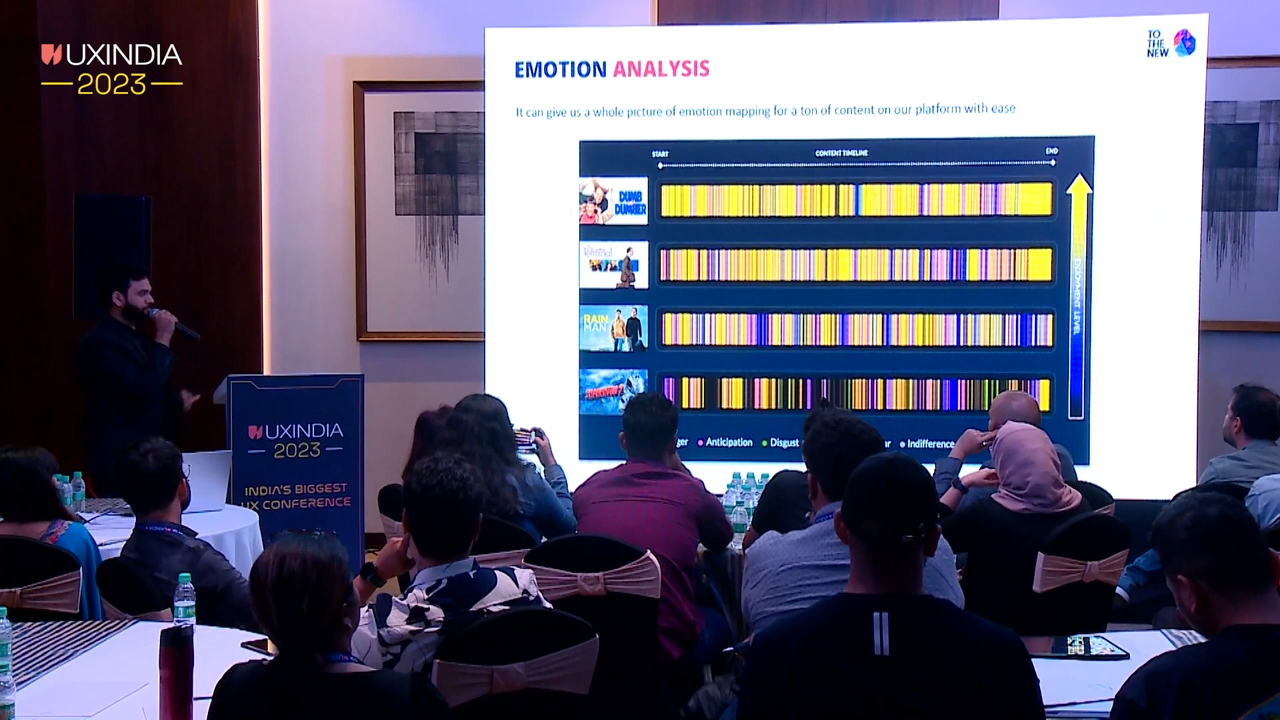 UXINDIA
2023
TO
THE
NEW
EMOTION ANALYSIS
It can give us a whole picture of emotion mapping for a ton of content on our platform with ease
START
CONTENT TIMELINE
END
DUMB
DUMBER
Terminal
RAIN
MAN
LEVEL
Anticipation
Disgust
Indifference
UXINDIA
2023
INDIA'S BIGGEST
UX CONFERENCE